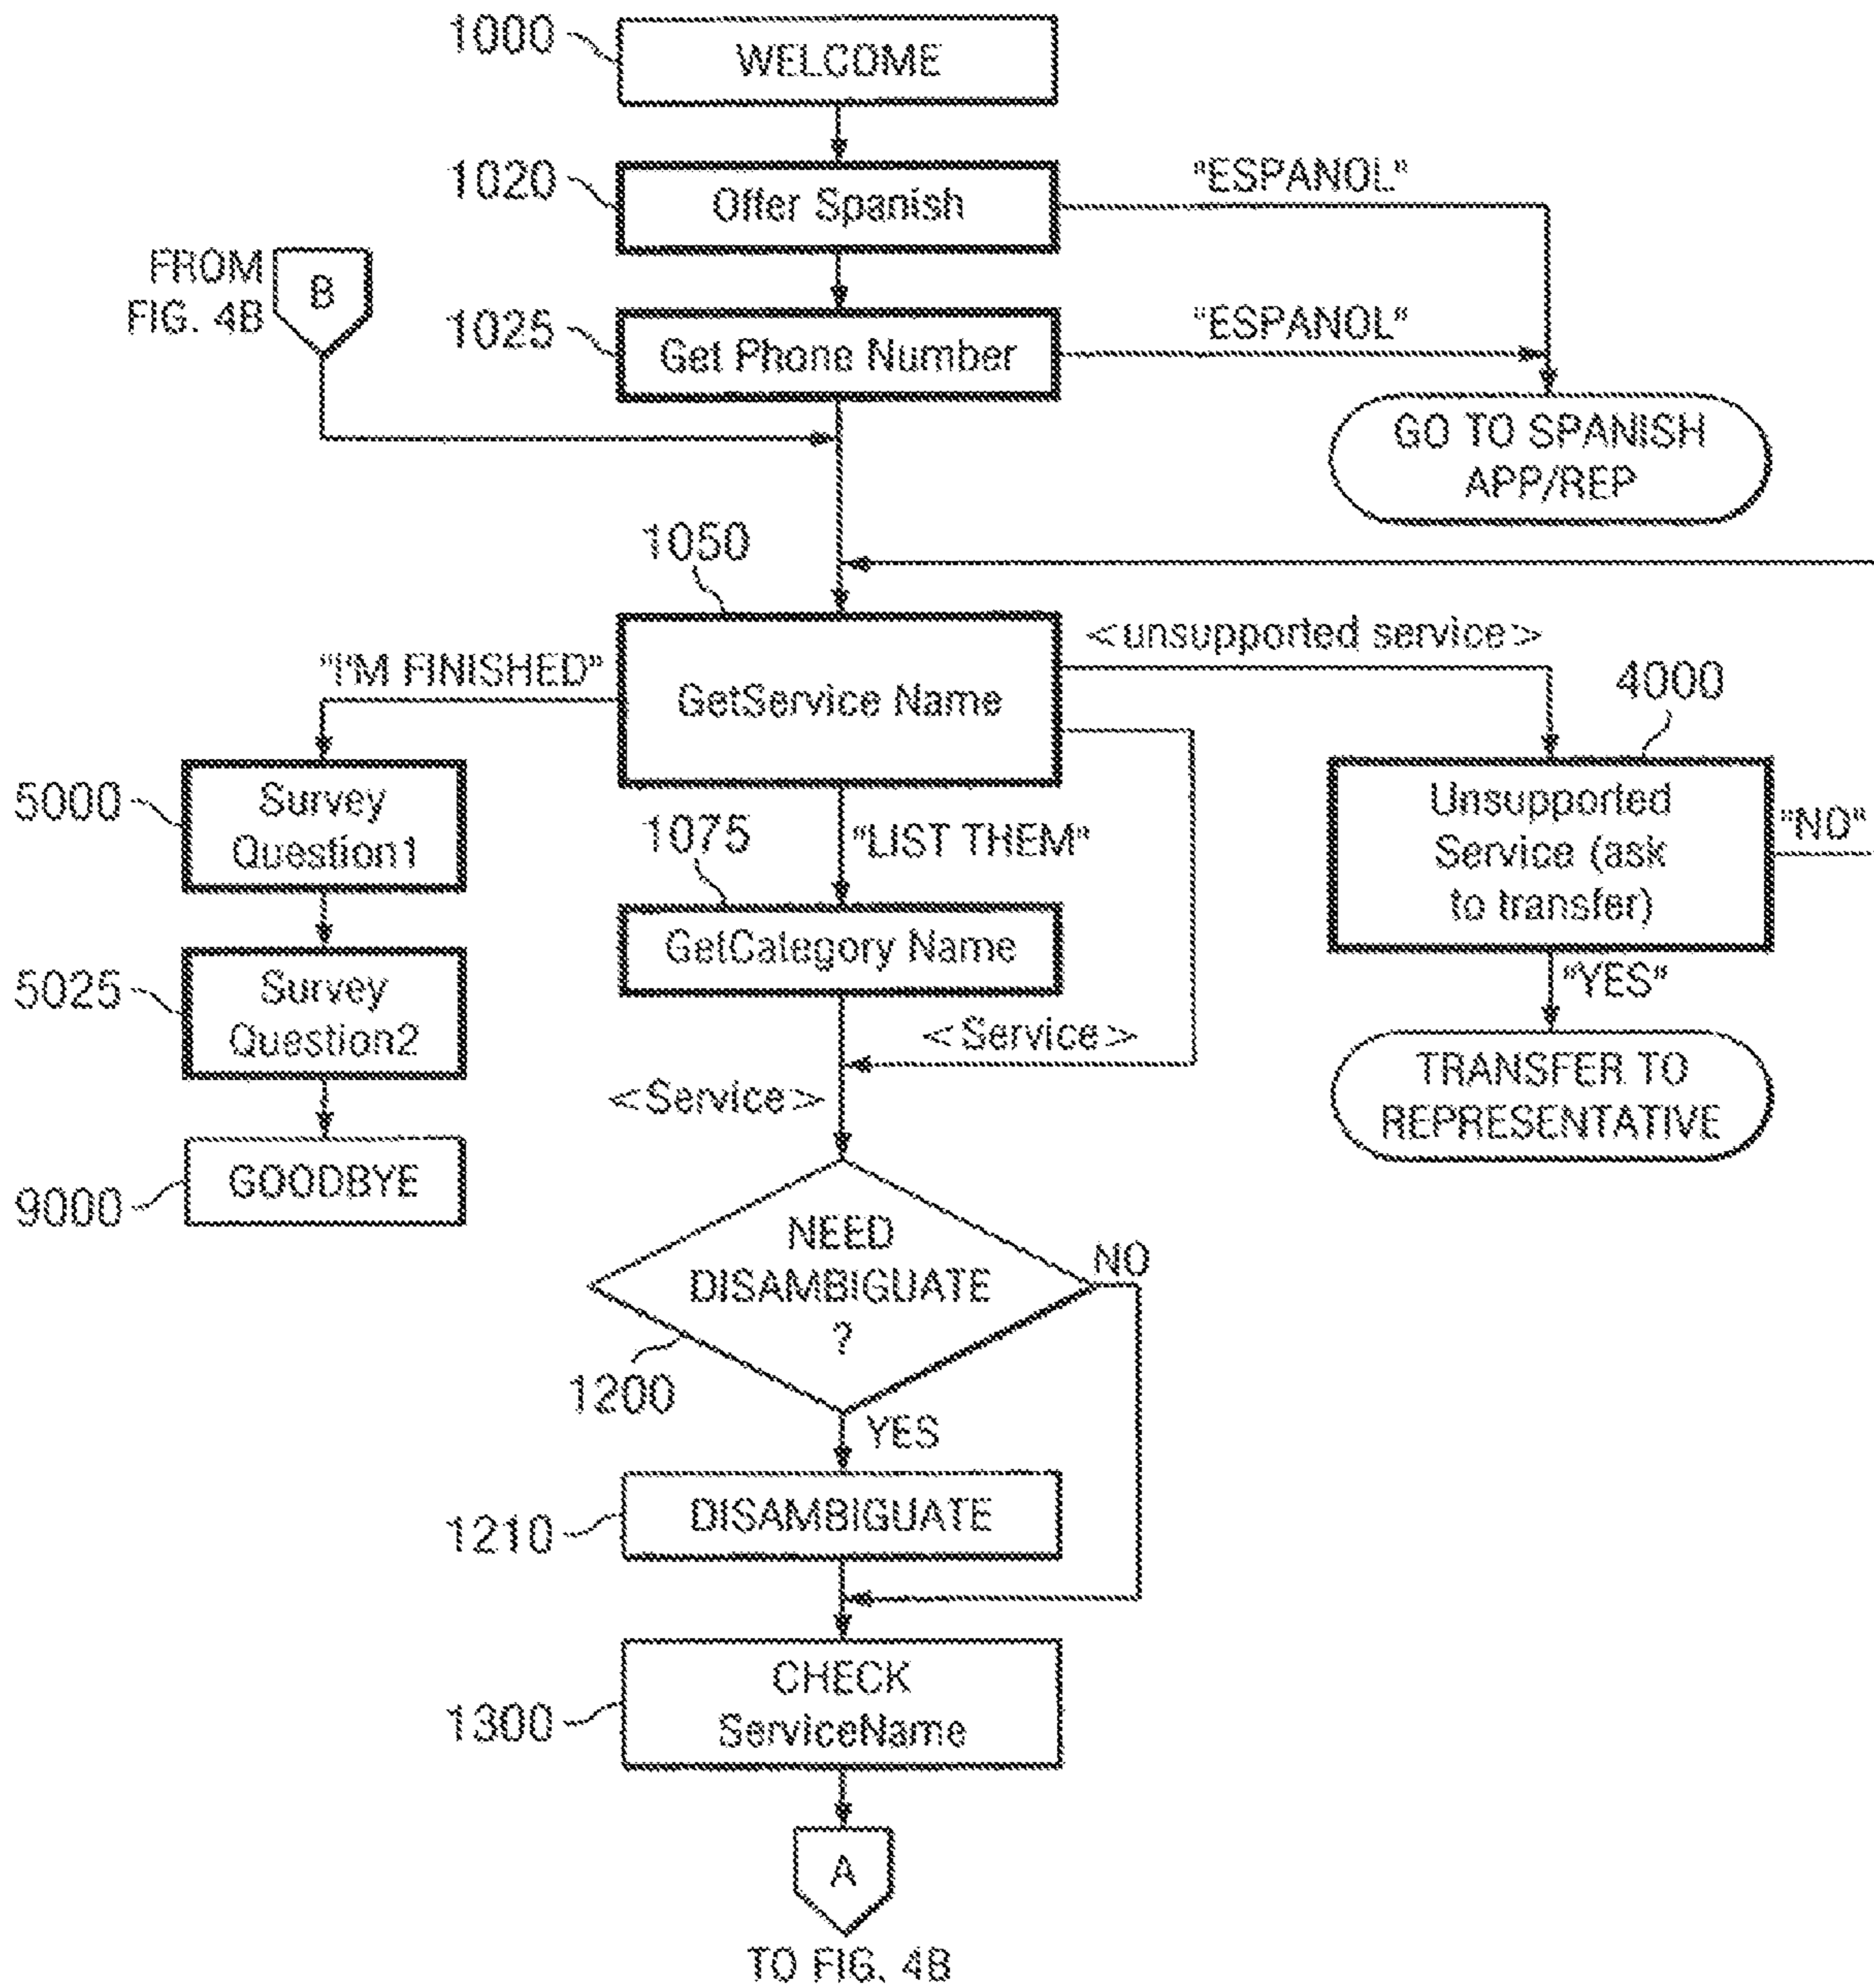 1000
WELCOME
1020
Offer Spanish
"ESPANOL"
FROM
FIG. 4B
B
1025
Get Phone Number
"ESPANOL"
GO TO SPANISH
APP/REP
1050
GetService Name
<unsupported service>
"I'M FINISHED"
4000
Unsupported
Service (ask
to transfer)
"NO"
5000
Survey
Question1
1075
"LIST THEM"
GetCategory Name
5025
Survey
Question2
"YES"
<Service>
<Service>
TRANSFER TO
REPRESENTATIVE
9000
GOODBYE
NEED
DISAMBIGUATE
?
NO
1200
YES
1210
DISAMBIGUATE
1300
CHECK
ServiceName
A
TO FIG. 4B